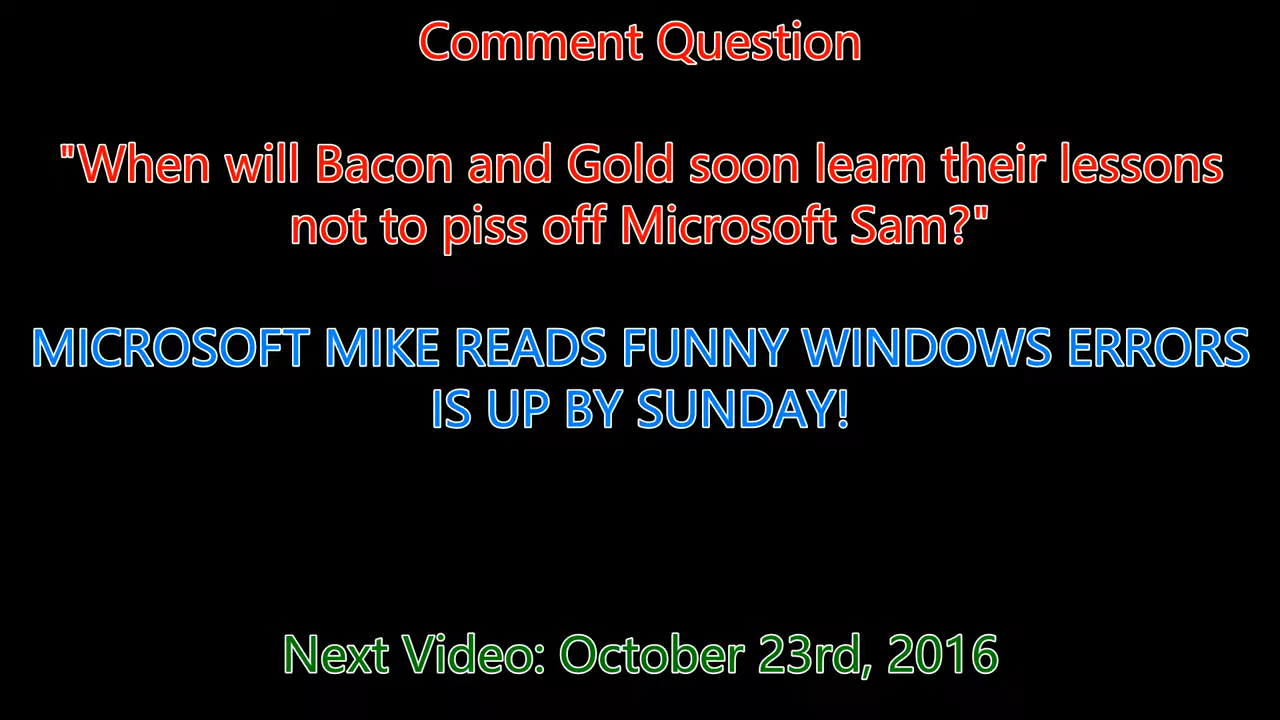 Comment Question
"When will Bacon and Gold soon learn their lessons
not to piss off Microsoft Sam?"
MICROSOFT MIKE READS FUNNY WINDOWS ERRORS
IS UP BY SUNDAY!
Next Video: October 23rd, 2016